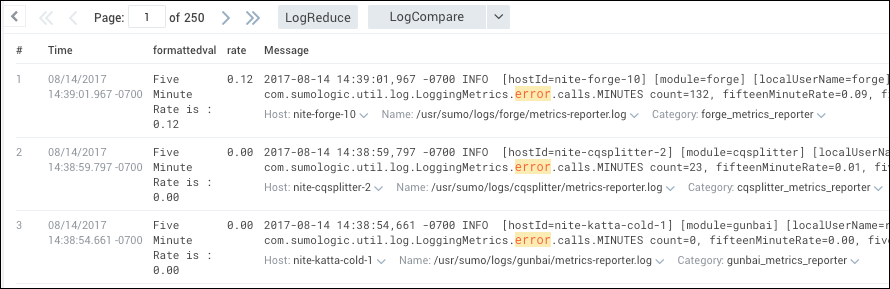 Page: 1 of 250 LogReduce LogCompare
# Time formattedval rate Message
1 08/14/2017 Five 0.12 2017-08-14 14:39:01,967 -0700 INFO [hostId=nite-forge-10] [module=forge] [localUserName=forge]
14:39:01.967 -0700 Minute com.sumologic.util.log.LoggingMetrics.error.calls.MINUTES count=132, fifteenMinuteRate=0.09,
Rate is : Host: nite-forge-10 Name: /usr/sumo/logs/forge/metrics-reporter.log Category: forge_metrics_reporter
0.12
2 08/14/2017 Five 0.00 2017-08-14 14:38:59,797 -0700 INFO [hostId=nite-cqsplitter-2] [module=cqsplitter] [localUserN
14:38:59.797 -0700 Minute com.sumologic.util.log.LoggingMetrics.error.calls.MINUTES count=23, fifteenMinuteRate=0.01,
Rate is : Host: nite-cqsplitter-2 Name: /usr/sumo/logs/cqsplitter/metrics-reporter.log Category: cqsplitter_metrics_reporter
0.00
3 08/14/2017 Five 0.00 2017-08-14 14:38:54,661 -0700 INFO [hostId=nite-katta-cold-1] [module=gunbai] [localUserName=
14:38:54.661 -0700 Minute com.sumologic.util.log.LoggingMetrics.error.calls.MINUTES count=0, fifteenMinuteRate=0.00, five
Rate is : Host: nite-katta-cold-1 Name: /usr/sumo/logs/gunbai/metrics-reporter.log Category: gunbai_metrics_reporter
0.00